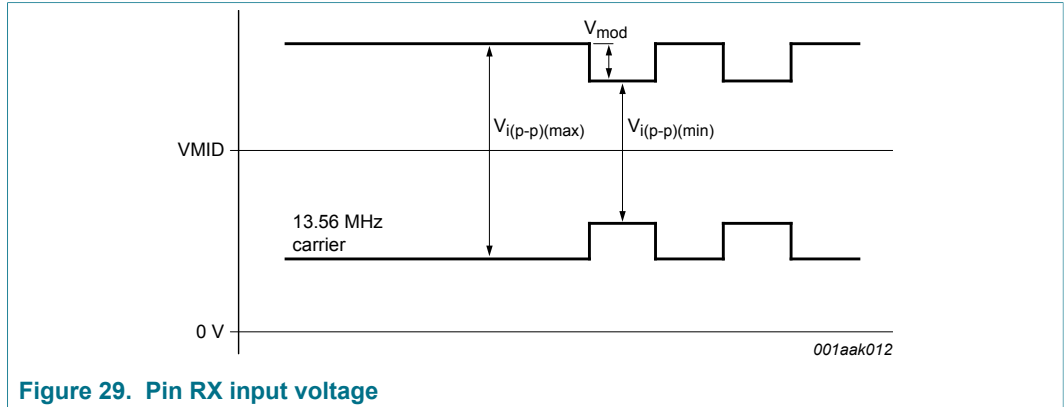 Vmod
Vi(p-p)(max)
Vi(p-p)(min)
VMID
13.56 MHz
carrier
0 V
001aak012
Figure 29. Pin RX input voltage